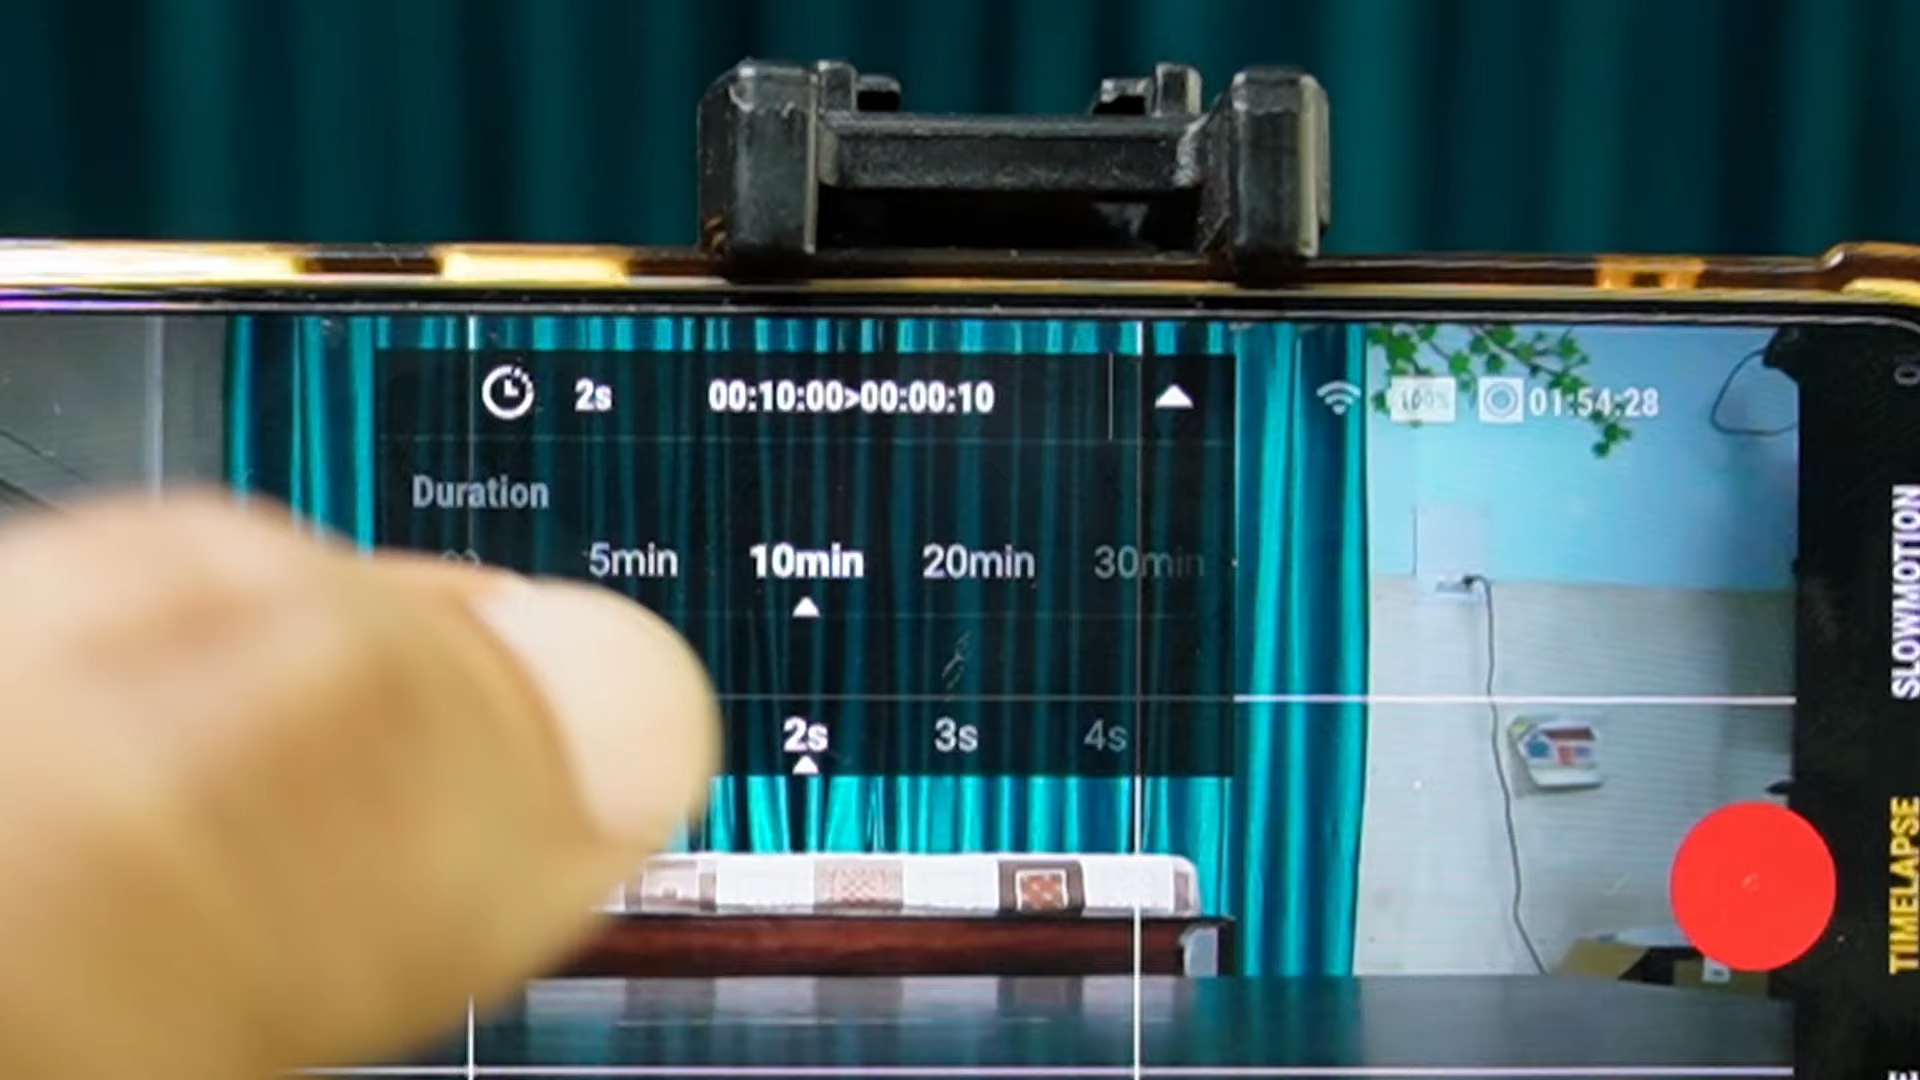 2s 00:10:00>00:00:10
100% 01:54:28
Duration
5min 10min 20min 30min
2s 3s 4s
SLOWMOTION
TIMELAPSE